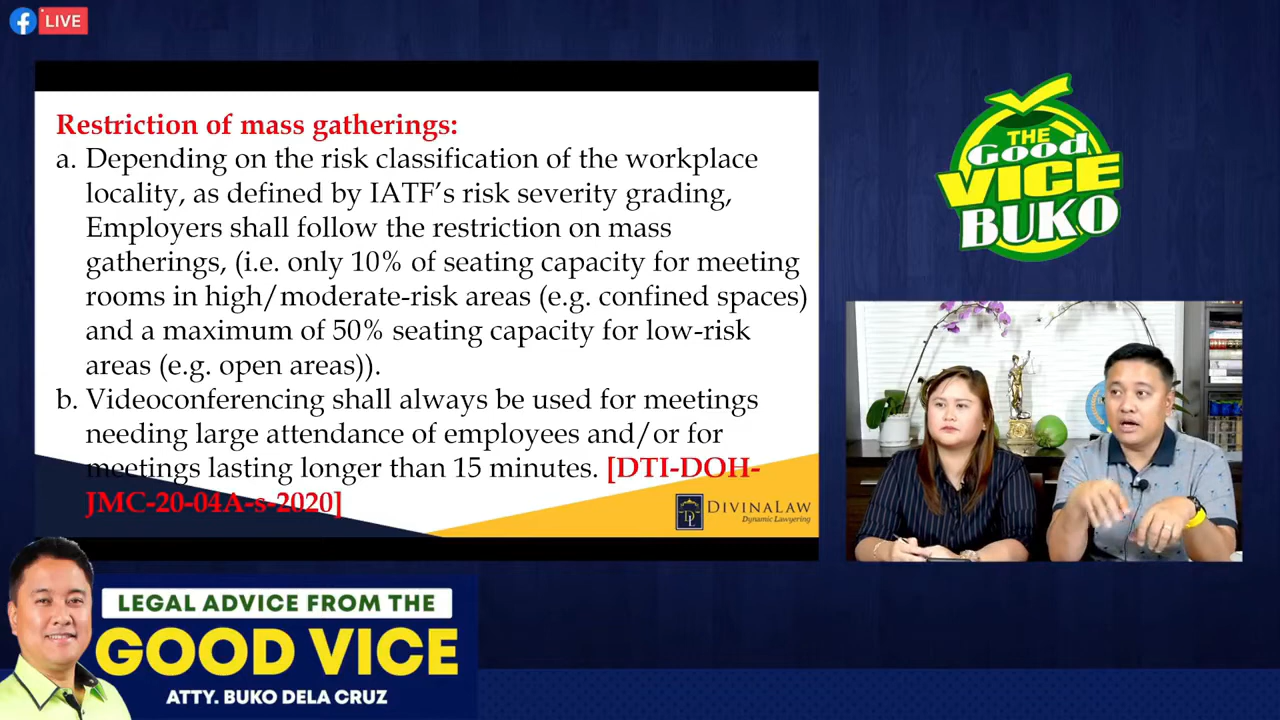 LIVE
Restriction of mass gatherings:
a. Depending on the risk classification of the workplace
locality, as defined by IATF’s risk severity grading,
Employers shall follow the restriction on mass
gatherings, (i.e. only 10% of seating capacity for meeting
rooms in high/moderate-risk areas (e.g. confined spaces)
and a maximum of 50% seating capacity for low-risk
areas (e.g. open areas)).
b. Videoconferencing shall always be used for meetings
needing large attendance of employees and/or for
meetings lasting longer than 15 minutes. [DTI-DOH-
JMC-20-04A-s-2020]
DL
DIVINALAW
Dynamic Lawyering
THE
Good
VICE
BUKO
LEGAL ADVICE FROM THE
GOOD VICE
ATTY. BUKO DELA CRUZ